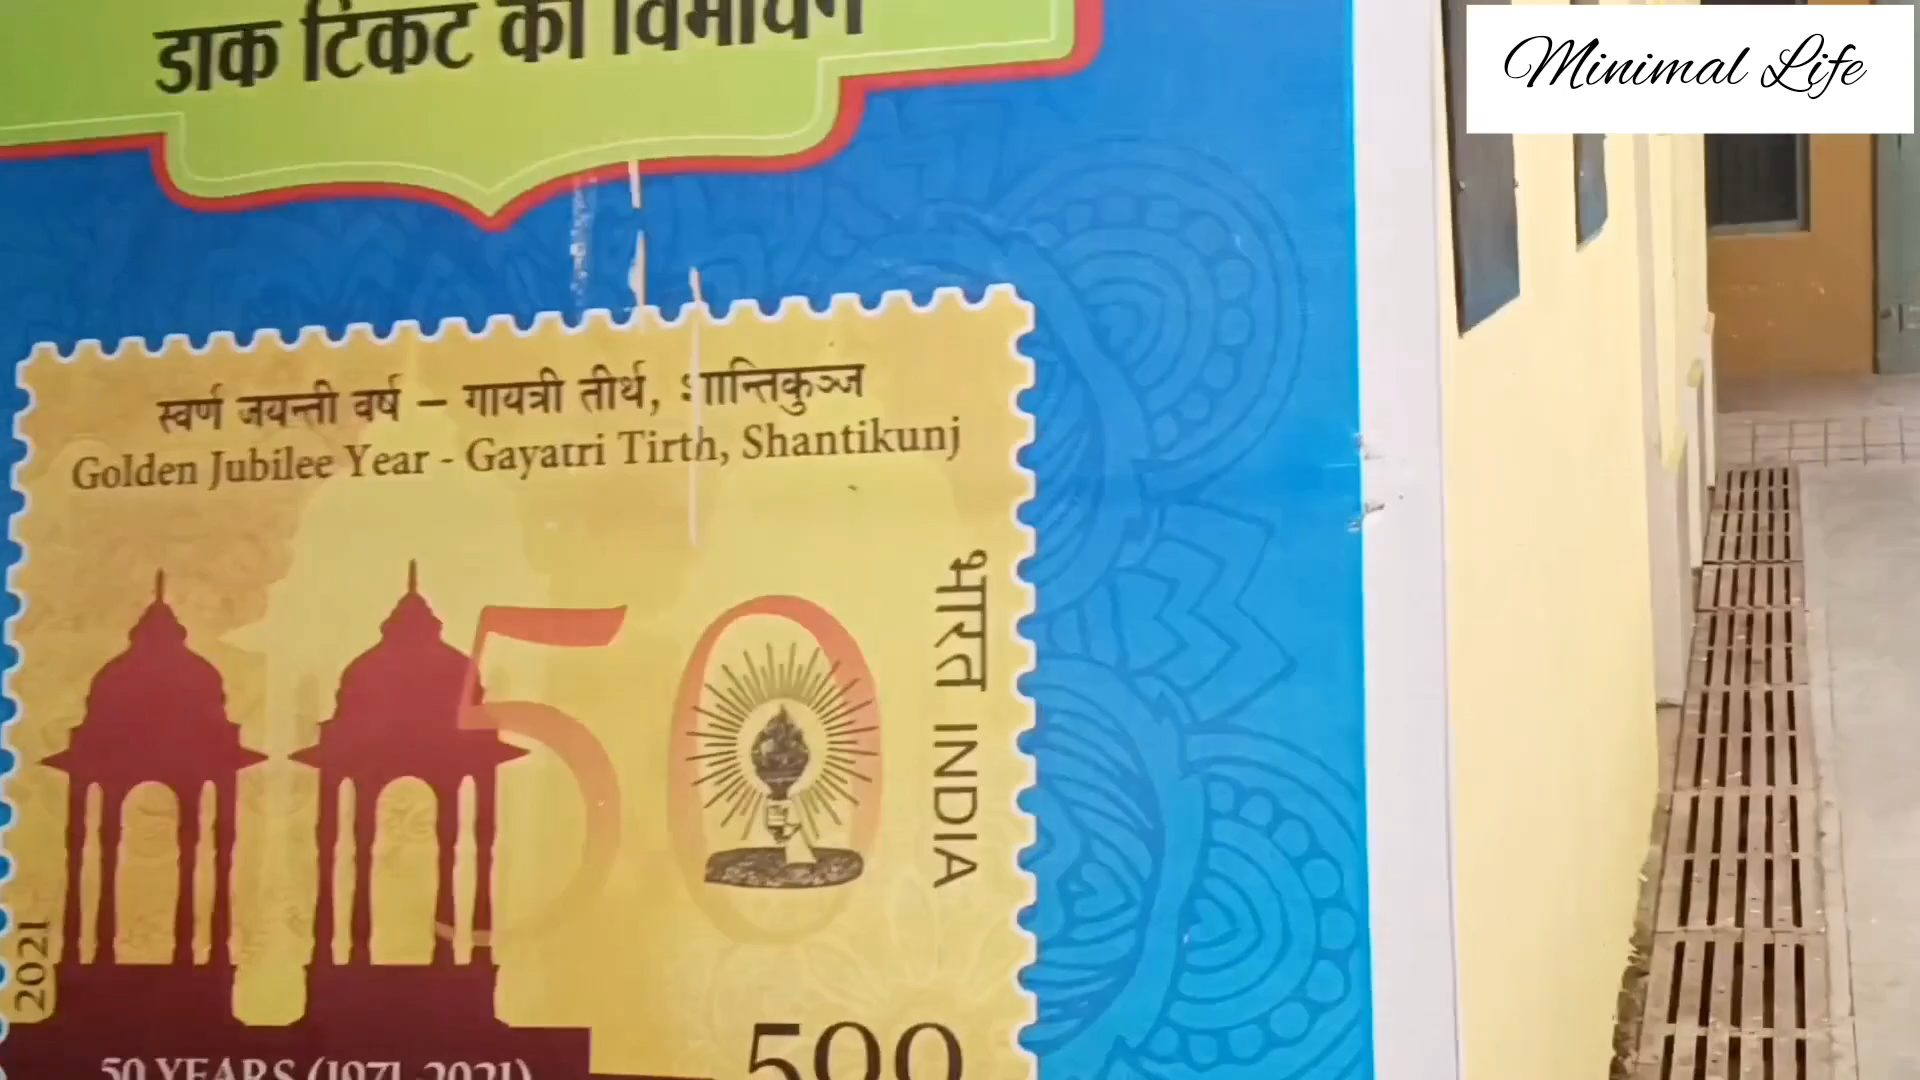 डाक टिकट का विमोचन
Minimal Life
स्वर्ण जयन्ती वर्ष – गायत्री तीर्थ, शान्तिकुञ्ज
Golden Jubilee Year - Gayatri Tirth, Shantikunj
50
भारत INDIA
2021
50 YEARS (1971-2021)
500